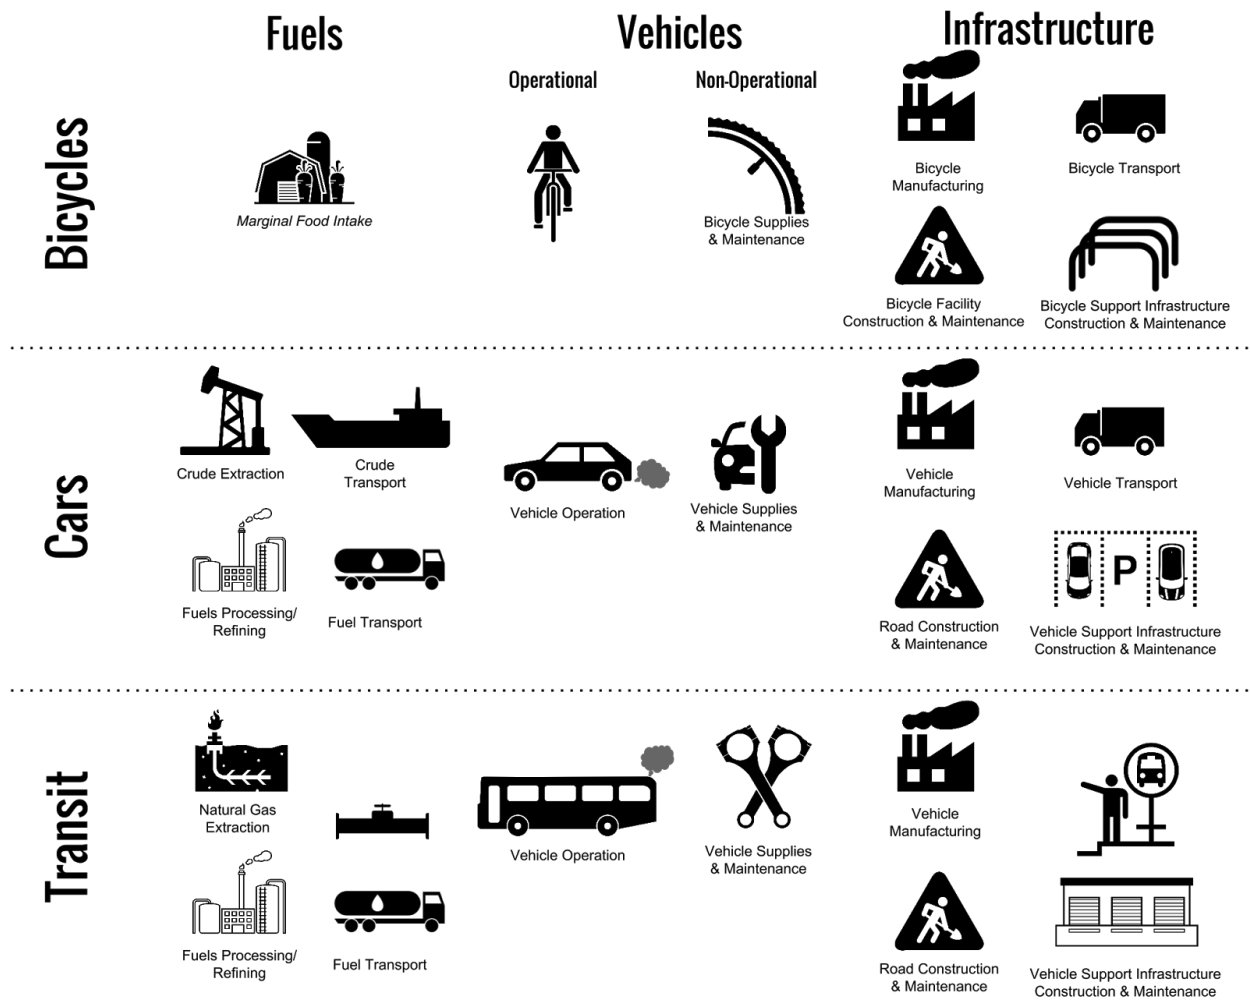 Fuels
Vehicles
Infrastructure
Operational
Non-Operational
Bicycles
Marginal Food Intake
Bicycle Supplies
& Maintenance
Bicycle
Manufacturing
Bicycle Transport
Bicycle Facility
Construction & Maintenance
Bicycle Support Infrastructure
Construction & Maintenance
Cars
Crude Extraction
Crude
Transport
Fuels Processing/
Refining
Fuel Transport
Vehicle Operation
Vehicle Supplies
& Maintenance
Vehicle
Manufacturing
Vehicle Transport
Road Construction
& Maintenance
P
Vehicle Support Infrastructure
Construction & Maintenance
Transit
Natural Gas
Extraction
Fuels Processing/
Refining
Fuel Transport
Vehicle Operation
Vehicle Supplies
& Maintenance
Vehicle
Manufacturing
Road Construction
& Maintenance
Vehicle Support Infrastructure
Construction & Maintenance